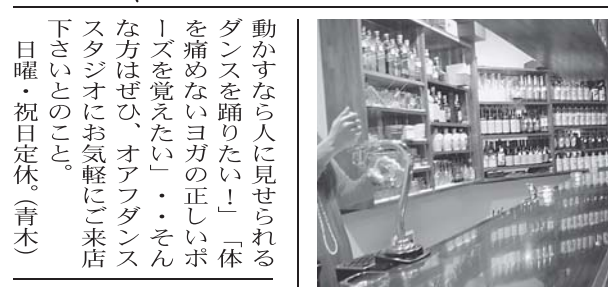 動かすなら人に見せられる
ダンスを踊りたい！」「体
を痛めないヨガの正しいポ
ーズを覚えたい」・・そん
な方はぜひ、オアフダンス
スタジオにお気軽にご来店
下さいとのこと。
日曜・祝日定休。（青木）